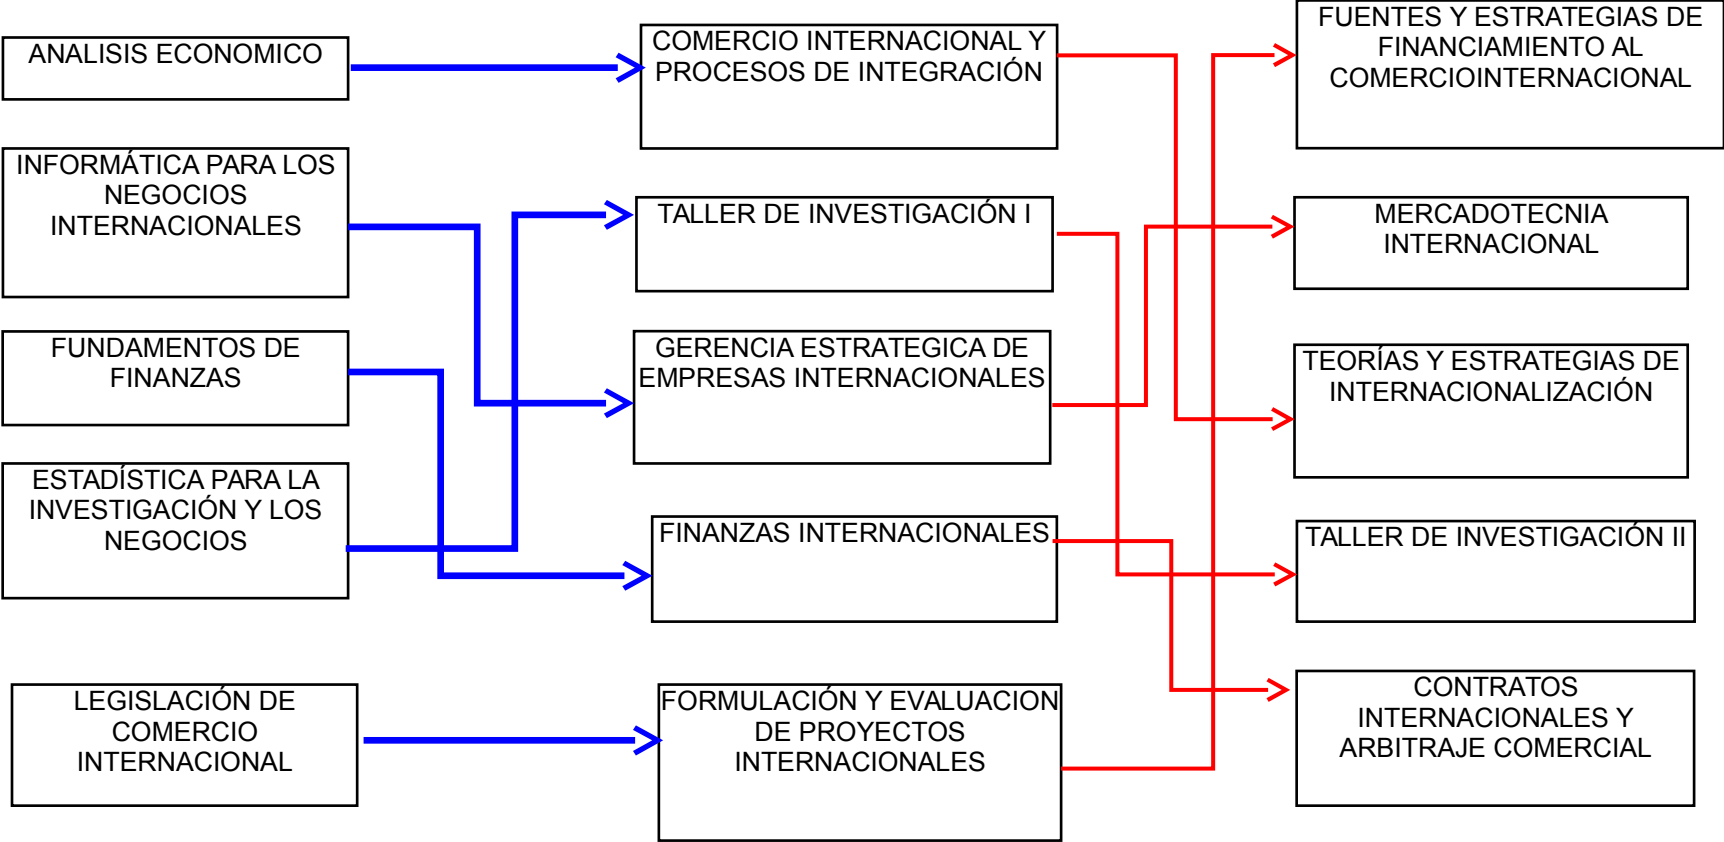 ANALISIS ECONOMICO
INFORMÁTICA PARA LOS
NEGOCIOS
INTERNACIONALES
FUNDAMENTOS DE
FINANZAS
ESTADÍSTICA PARA LA
INVESTIGACIÓN Y LOS
NEGOCIOS
LEGISLACIÓN DE
COMERCIO
INTERNACIONAL
COMERCIO INTERNACIONAL Y
PROCESOS DE INTEGRACIÓN
TALLER DE INVESTIGACIÓN I
GERENCIA ESTRATEGICA DE
EMPRESAS INTERNACIONALES
FINANZAS INTERNACIONALES
FORMULACIÓN Y EVALUACION
DE PROYECTOS
INTERNACIONALES
FUENTES Y ESTRATEGIAS DE
FINANCIAMIENTO AL
COMERCIOINTERNACIONAL
MERCADOTECNIA
INTERNACIONAL
TEORÍAS Y ESTRATEGIAS DE
INTERNACIONALIZACIÓN
TALLER DE INVESTIGACIÓN II
CONTRATOS
INTERNACIONALES Y
ARBITRAJE COMERCIAL